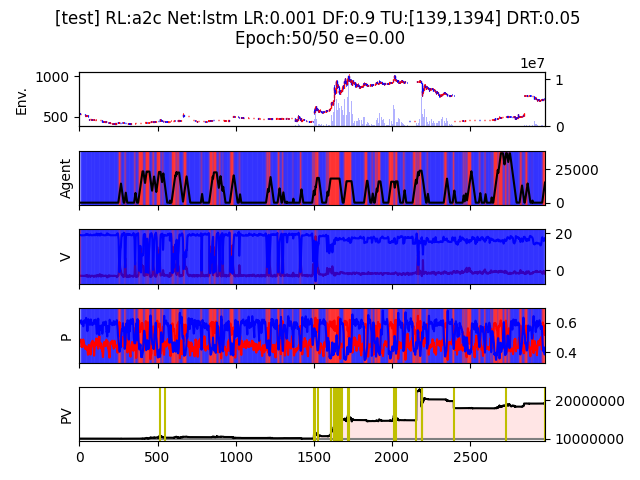 [test] RL:a2c Net:lstm LR:0.001 DF:0.9 TU:[139,1394] DRT:0.05
Epoch:50/50 e=0.00
1e7
Env.
1000
500
1
0
Agent
25000
0
V
20
0
P
0.6
0.4
PV
20000000
10000000
0 500 1000 1500 2000 2500